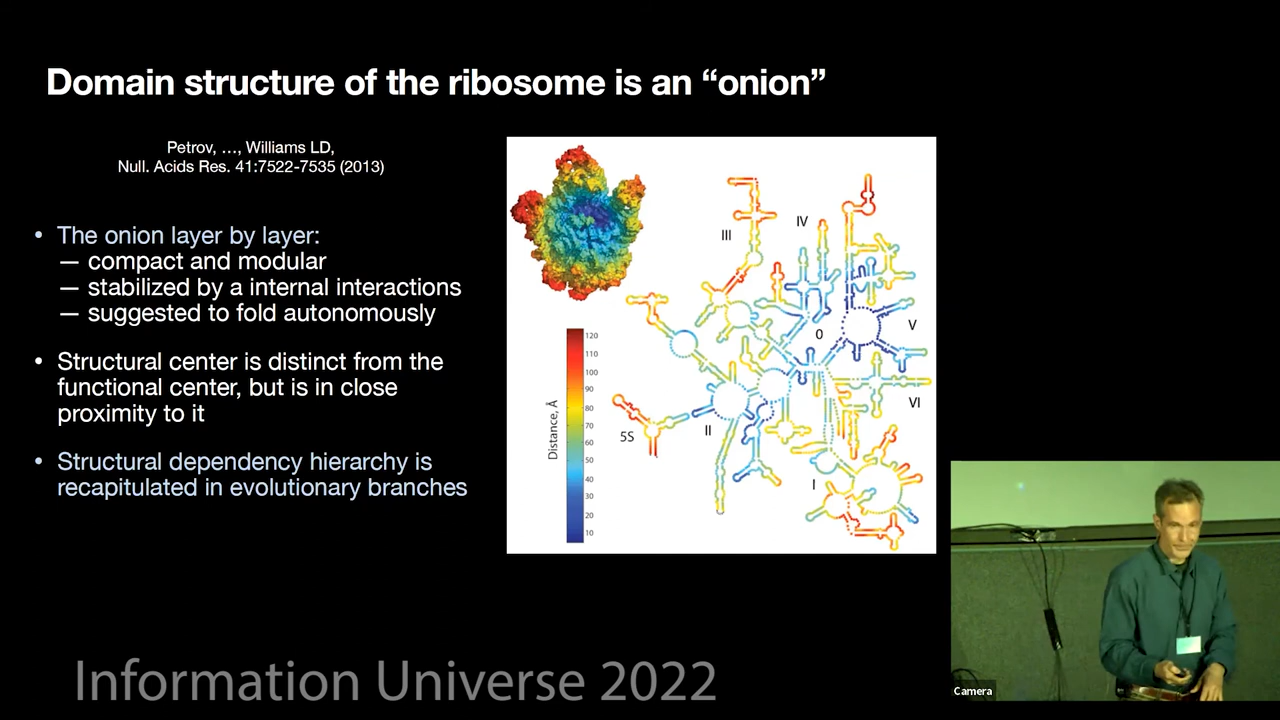 Domain structure of the ribosome is an “onion”
Petrov, …, Williams LD,
Null. Acids Res. 41:7522-7535 (2013)
• The onion layer by layer:
— compact and modular
— stabilized by a internal interactions
— suggested to fold autonomously
• Structural center is distinct from the
functional center, but is in close
proximity to it
• Structural dependency hierarchy is
recapitulated in evolutionary branches
III
IV
0
V
VI
II
5S
I
Distance, Å
120
110
100
90
80
70
60
50
40
30
20
10
Information Universe 2022
Camera